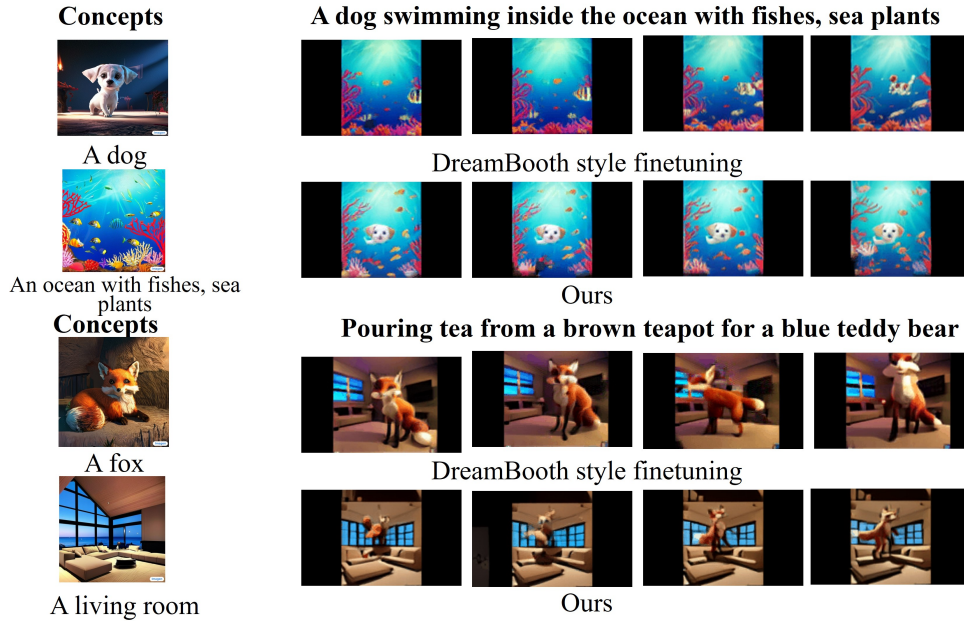 Concepts
A dog swimming inside the ocean with fishes, sea plants
A dog
DreamBooth style finetuning
An ocean with fishes, sea
plants
Ours
Concepts
Pouring tea from a brown teapot for a blue teddy bear
A fox
DreamBooth style finetuning
A living room
Ours